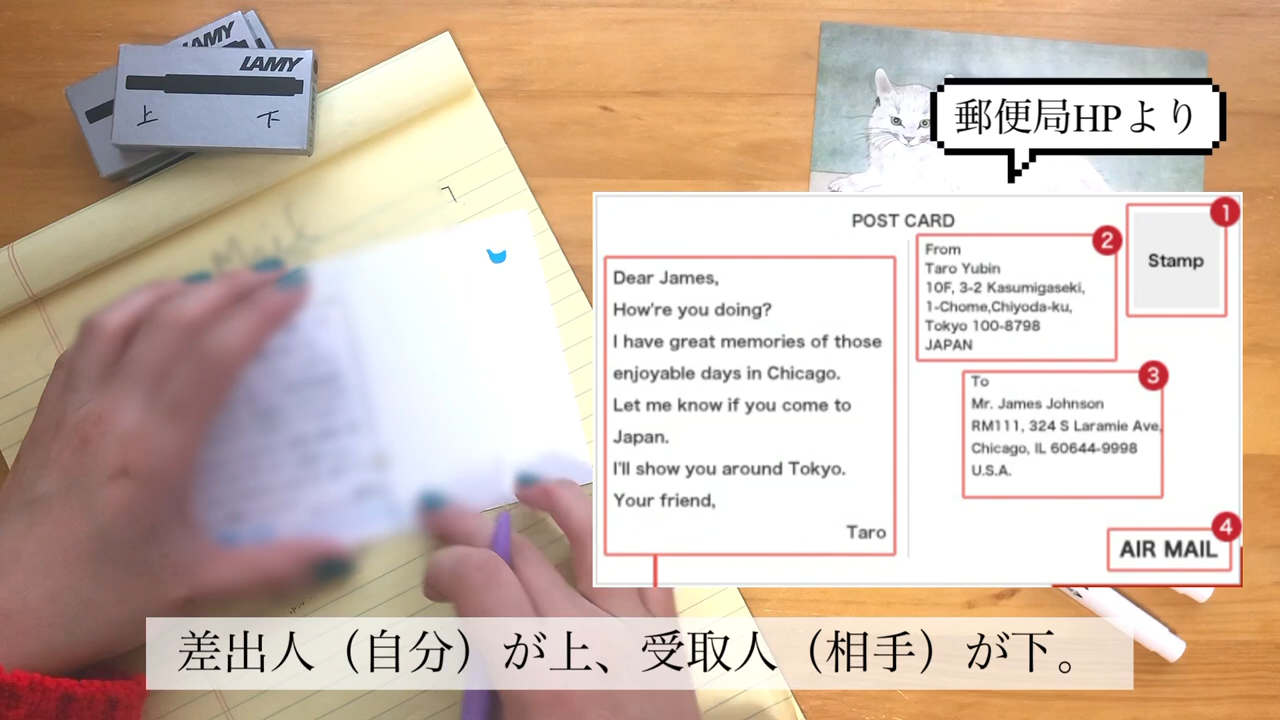 LAMY
LAMY
上 下
郵便局HPより
POST CARD
Dear James,
How're you doing?
I have great memories of those
enjoyable days in Chicago.
Let me know if you come to
Japan.
I'll show you around Tokyo.
Your friend,
Taro
2
From
Taro Yubin
10F, 3-2 Kasumigaseki,
1-Chome,Chiyoda-ku,
Tokyo 100-8798
JAPAN
1
Stamp
3
To
Mr. James Johnson
RM111, 324 S Laramie Ave,
Chicago, IL 60644-9998
U.S.A.
4
AIR MAIL
差出人（自分）が上、受取人（相手）が下。